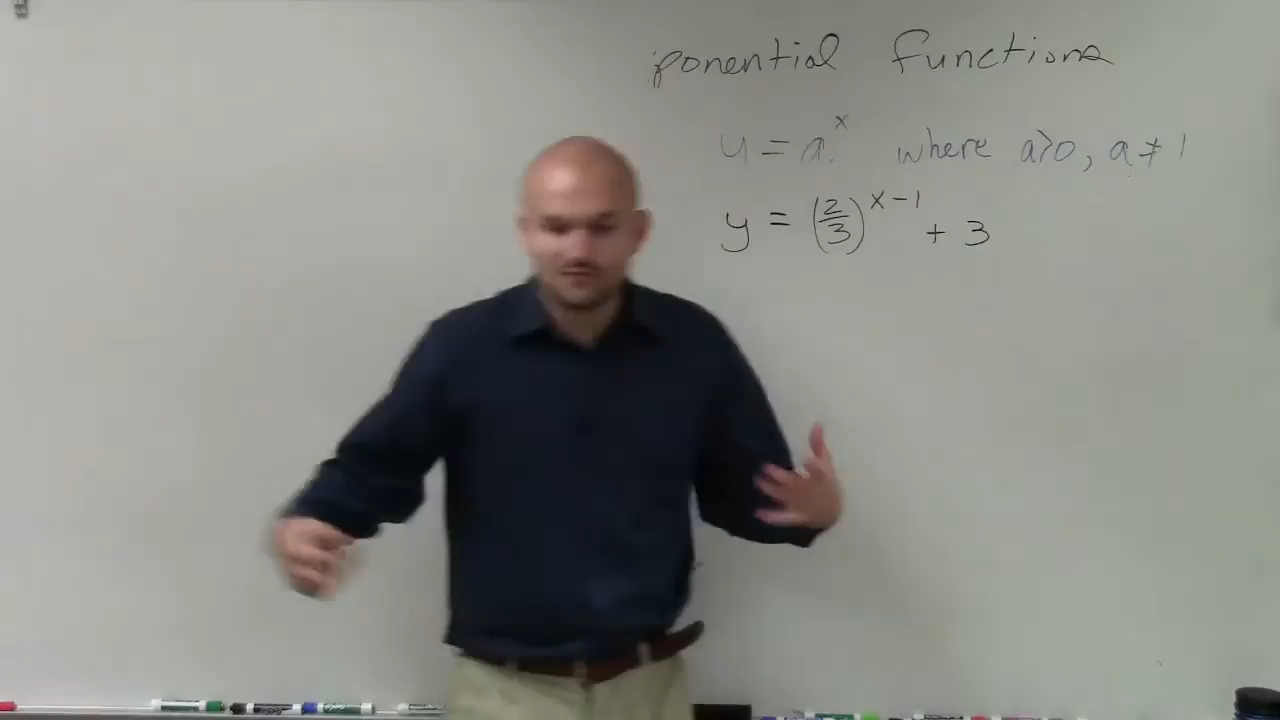 ponential functions
y = a^x where a>0, a ≠ 1
y = (2/3)^(x-1) + 3